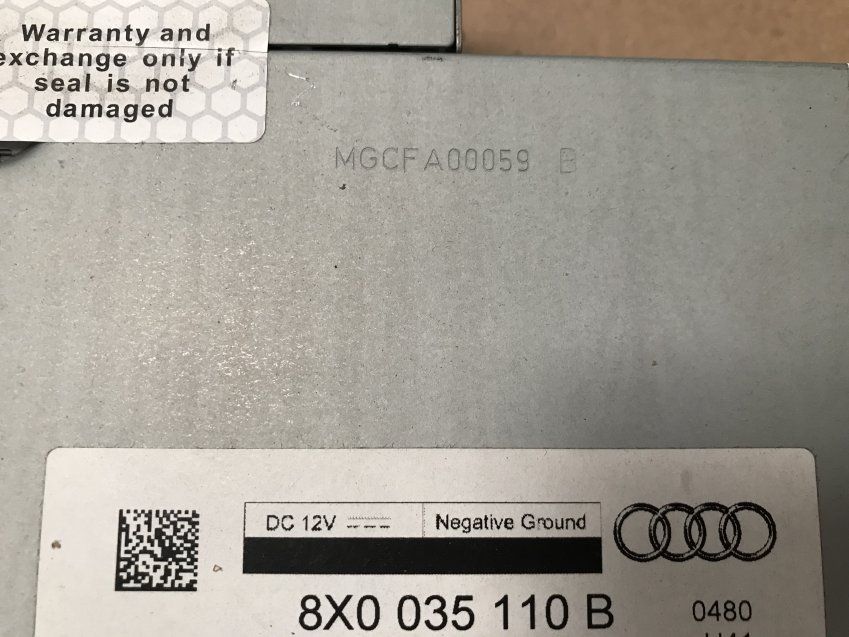 Warranty and
exchange only if
seal is not
damaged
MGCFA00059 B
DC 12V
Negative Ground
8X0 035 110 B
0480